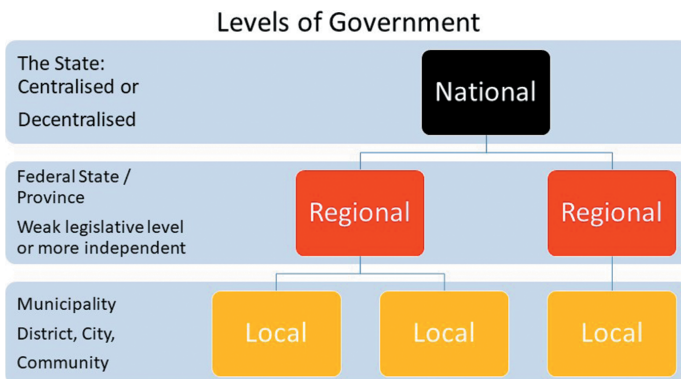 Levels of Government
The State:
Centralised or
Decentralised
National
Federal State /
Province
Weak legislative level
or more independent
Regional
Regional
Municipality
District, City,
Community
Local
Local
Local